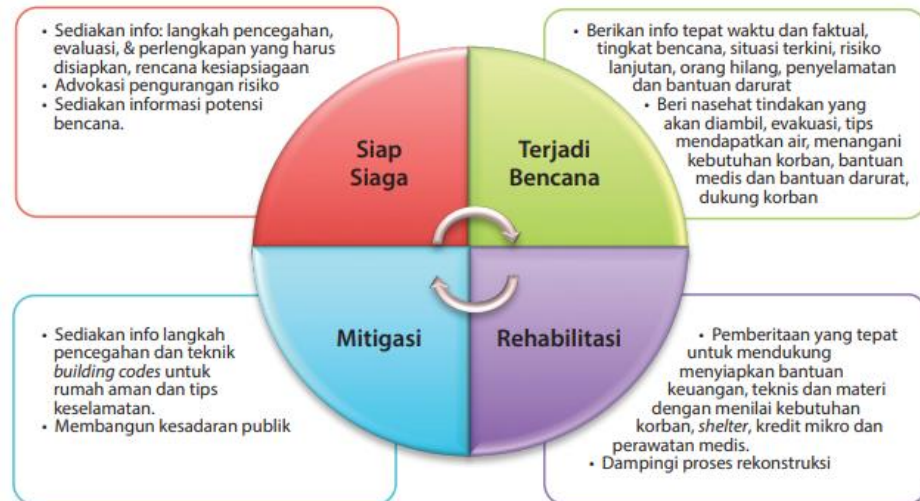 • Sediakan info: langkah pencegahan,
evaluasi, & perlengkapan yang harus
disiapkan, rencana kesiapsiagaan
• Advokasi pengurangan risiko
• Sediakan informasi potensi
bencana.
• Berikan info tepat waktu dan faktual,
tingkat bencana, situasi terkini, risiko
lanjutan, orang hilang, penyelamatan
dan bantuan darurat
• Beri nasehat tindakan yang
akan diambil, evakuasi, tips
mendapatkan air, menangani
kebutuhan korban, bantuan
medis dan bantuan darurat,
dukung korban
Siap
Siaga
Terjadi
Bencana
Mitigasi
Rehabilitasi
• Sediakan info langkah
pencegahan dan teknik
building codes untuk
rumah aman dan tips
keselamatan.
• Membangun kesadaran publik
• Pemberitaan yang tepat
untuk mendukung
menyiapkan bantuan
keuangan, teknis dan materi
dengan menilai kebutuhan
korban, shelter, kredit mikro dan
perawatan medis.
• Dampingi proses rekonstruksi